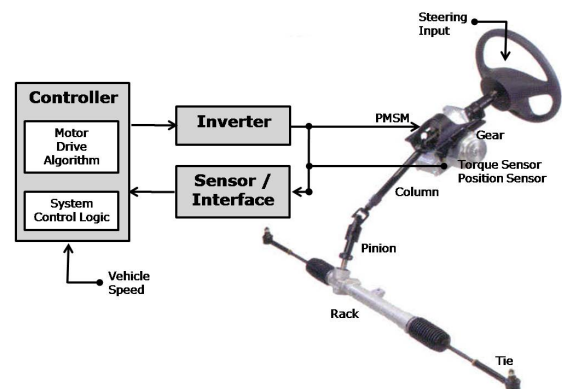 Steering
Input
Controller
Motor
Drive
Algorithm
System
Control Logic
Inverter
Sensor /
Interface
PMSM
Gear
Torque Sensor
Position Sensor
Column
Pinion
Vehicle
Speed
Rack
Tie